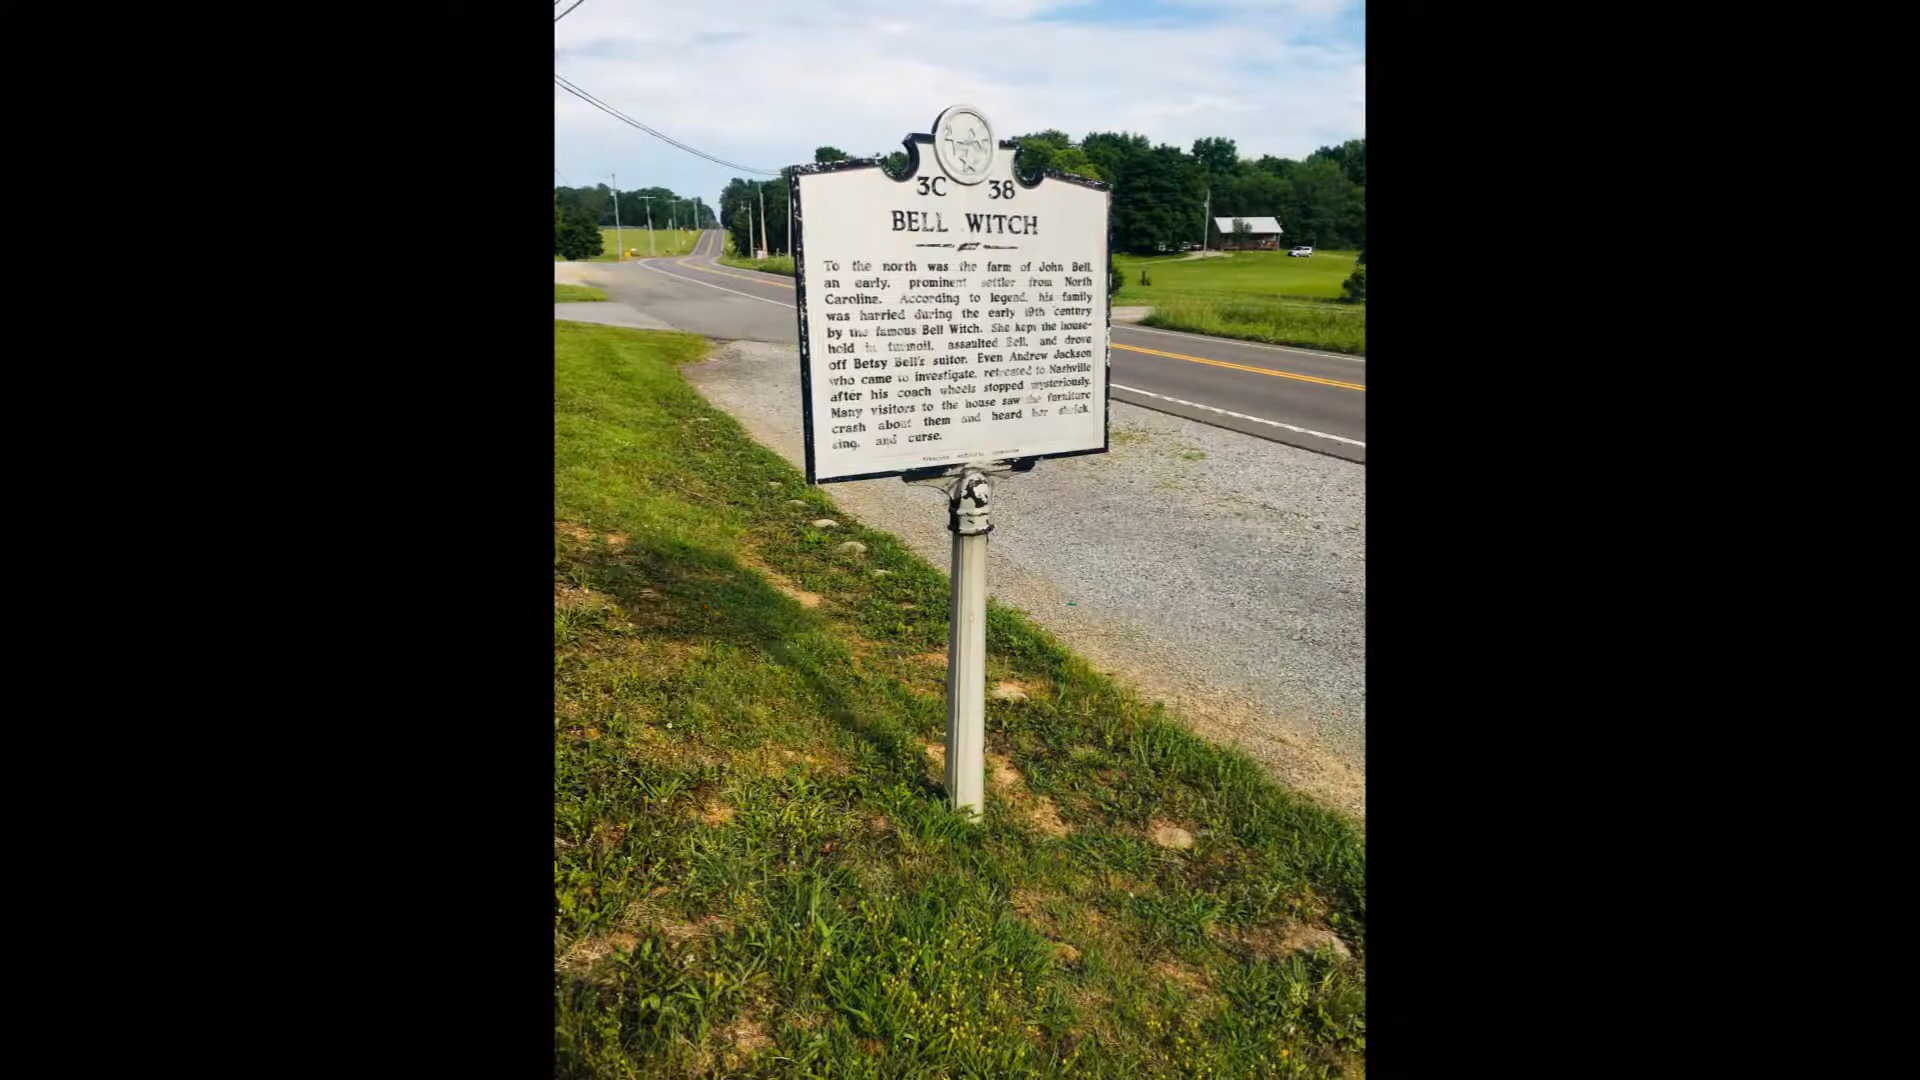 3C 38
BELL WITCH
To the north was the farm of John Bell,
an early, prominent settler from North
Carolina. According to legend, his family
was harried during the early 19th century
by the famous Bell Witch. She kept the house-
hold in turmoil, assaulted Bell, and drove
off Betsy Bell's suitor. Even Andrew Jackson
who came to investigate, retreated to Nashville
after his coach wheels stopped mysteriously.
Many visitors to the house saw the furniture
crash about them and heard her shriek,
sing, and curse.